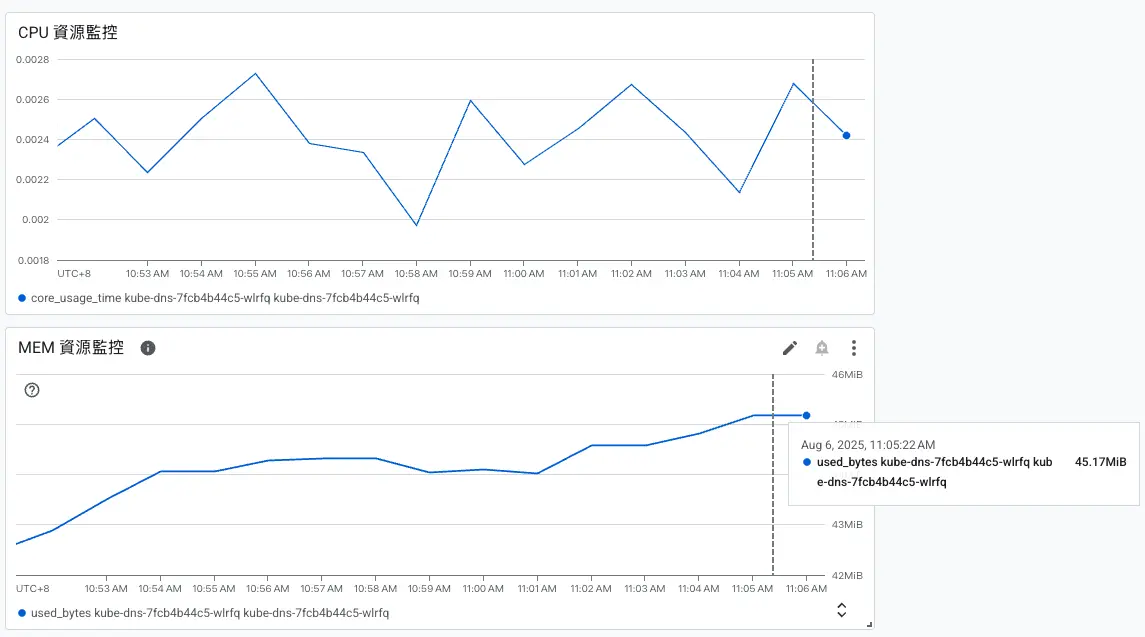 CPU 資源監控
0.0028
0.0026
0.0024
0.0022
0.002
0.0018
UTC+8 10:53 AM 10:54 AM 10:55 AM 10:56 AM 10:57 AM 10:58 AM 10:59 AM 11:00 AM 11:01 AM 11:02 AM 11:03 AM 11:04 AM 11:05 AM 11:06 AM
core_usage_time kube-dns-7fcb4b44c5-wlrfq kube-dns-7fcb4b44c5-wlrfq
MEM 資源監控
46MiB
Aug 6, 2025, 11:05:22 AM
used_bytes kube-dns-7fcb4b44c5-wlrfq kub 45.17MiB
e-dns-7fcb4b44c5-wlrfq
43MiB
42MiB
UTC+8 10:53 AM 10:54 AM 10:55 AM 10:56 AM 10:57 AM 10:58 AM 10:59 AM 11:00 AM 11:01 AM 11:02 AM 11:03 AM 11:04 AM 11:05 AM 11:06 AM
used_bytes kube-dns-7fcb4b44c5-wlrfq kube-dns-7fcb4b44c5-wlrfq